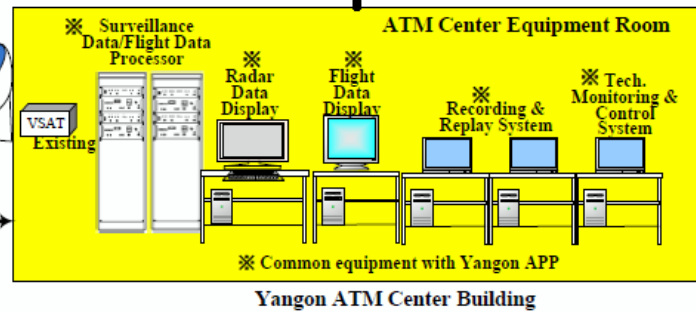 ATM Center Equipment Room
※ Surveillance
Data/Flight Data
Processor
※
Radar
Data
Display
※
Flight
Data
Display
※
Recording &
Replay System
※ Tech.
Monitoring &
Control
System
VSAT
Existing
※ Common equipment with Yangon APP
Yangon ATM Center Building